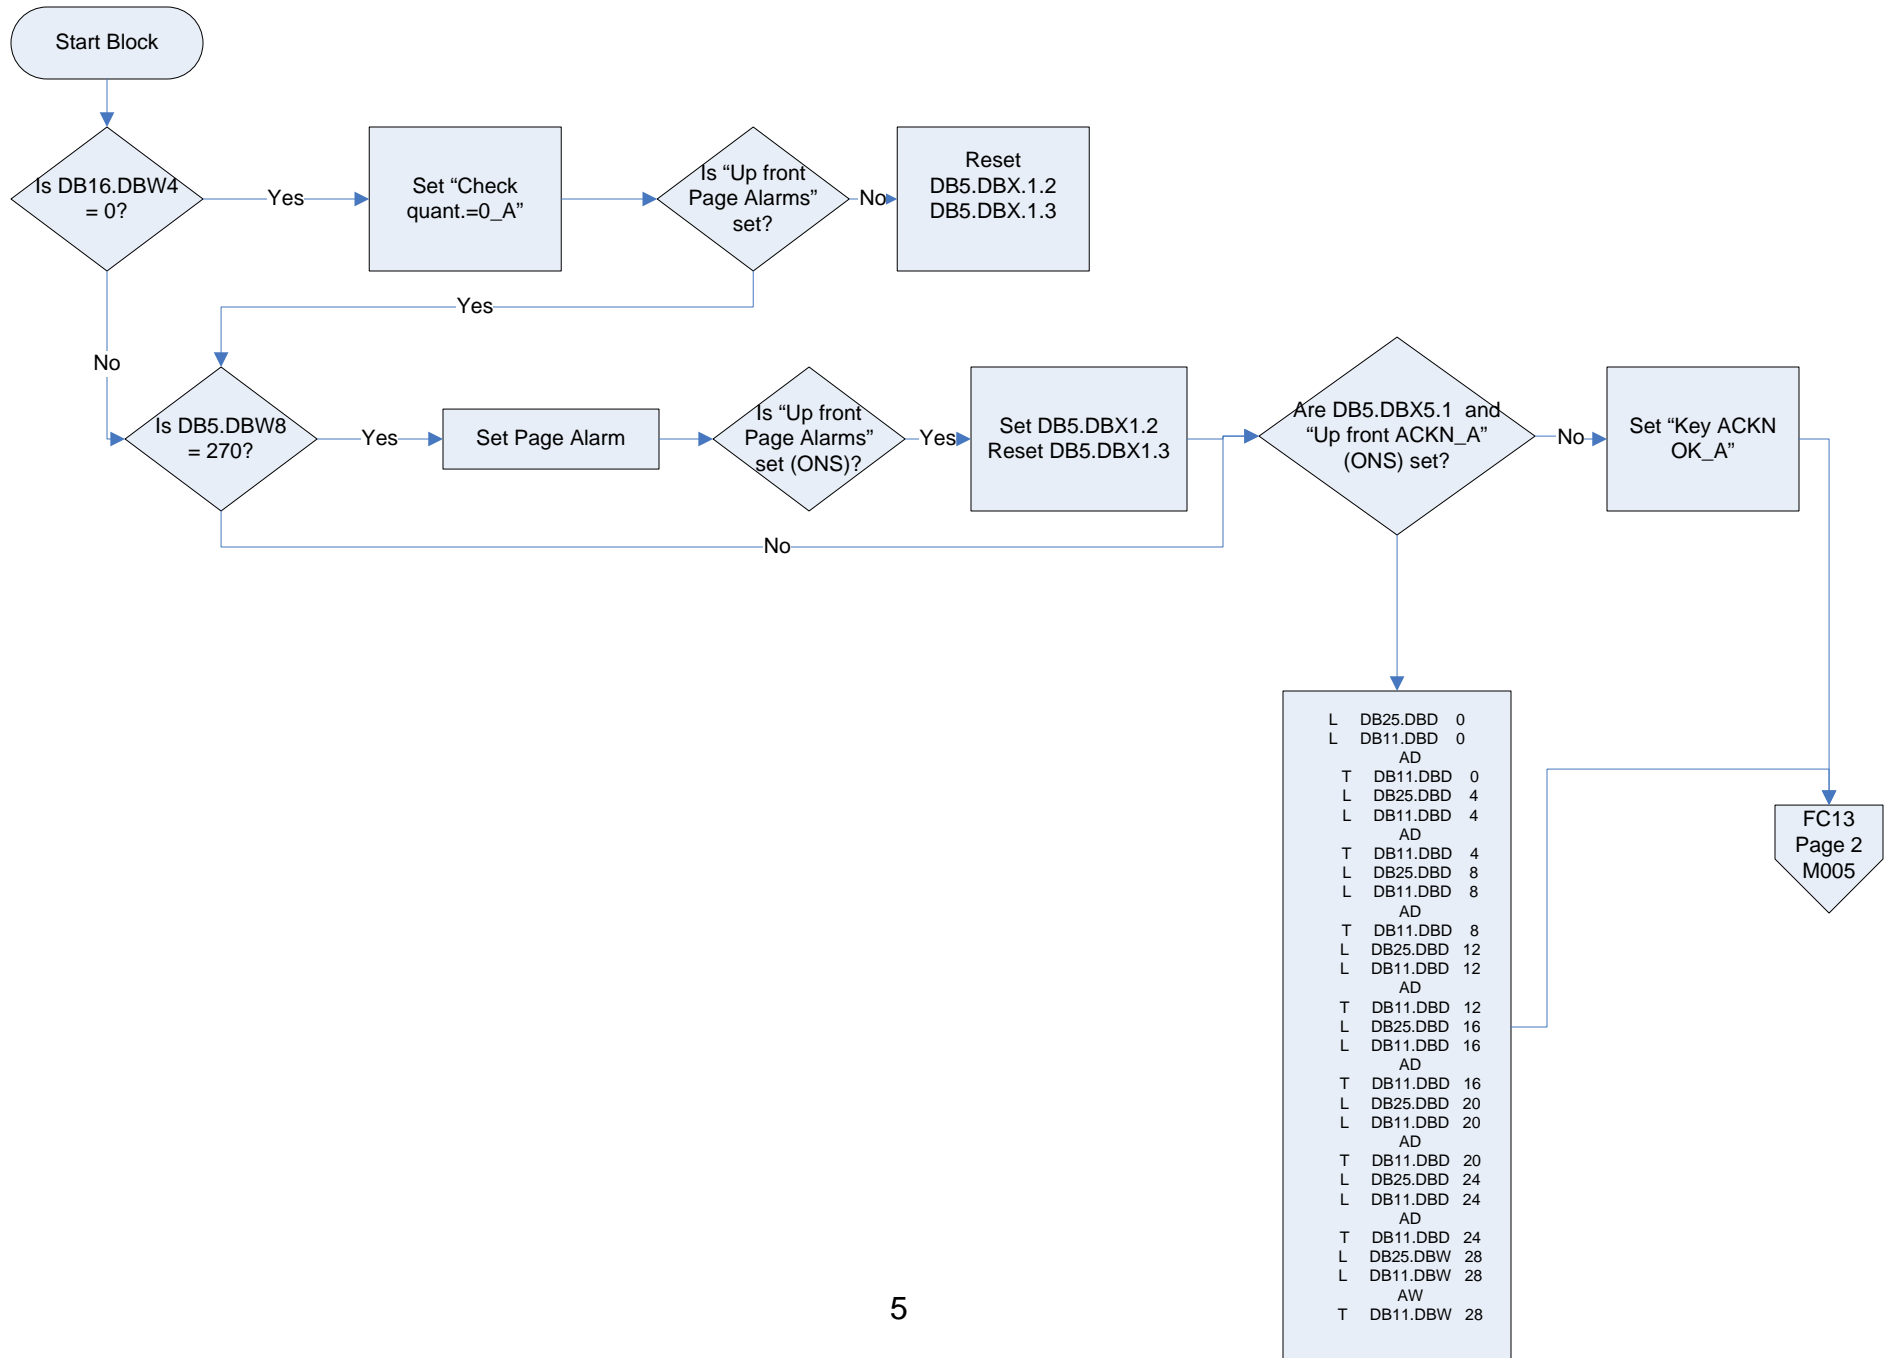 Start Block
Is DB16.DBW4
= 0?
Yes
Set “Check
quant.=0_A”
Is “Up front
Page Alarms”
set?
No
Reset
DB5.DBX.1.2
DB5.DBX.1.3
Yes
No
Is DB5.DBW8
= 270?
Yes
Set Page Alarm
Is “Up front
Page Alarms”
set (ONS)?
Yes
Set DB5.DBX1.2
Reset DB5.DBX1.3
Are DB5.DBX5.1 and
“Up front ACKN_A”
(ONS) set?
No
Set “Key ACKN
OK_A”
No
L DB25.DBD 0
L DB11.DBD 0
AD
T DB11.DBD 0
L DB25.DBD 4
L DB11.DBD 4
AD
T DB11.DBD 4
L DB25.DBD 8
L DB11.DBD 8
AD
T DB11.DBD 8
L DB25.DBD 12
L DB11.DBD 12
AD
T DB11.DBD 12
L DB25.DBD 16
L DB11.DBD 16
AD
T DB11.DBD 16
L DB25.DBD 20
L DB11.DBD 20
AD
T DB11.DBD 20
L DB25.DBD 24
L DB11.DBD 24
AD
T DB11.DBD 24
L DB25.DBW 28
L DB11.DBW 28
AW
T DB11.DBW 28
FC13
Page 2
M005
5